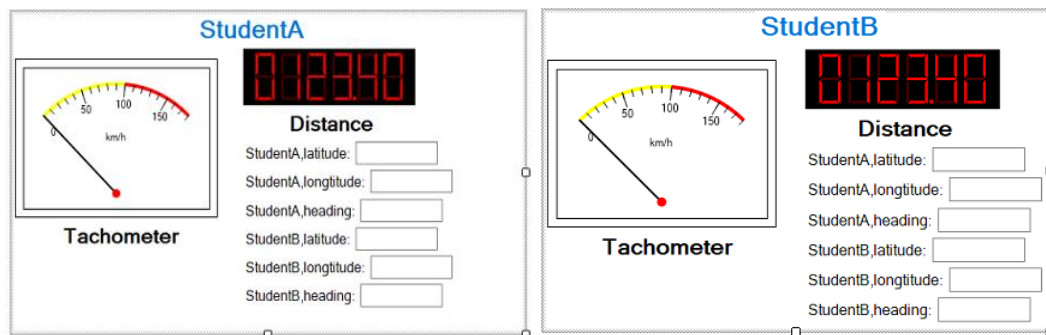 StudentA
0123.40
0
50
100
150
km/h
Distance
StudentA,latitude:
StudentA,longtitude:
StudentA,heading:
StudentB,latitude:
StudentB,longtitude:
StudentB,heading:
Tachometer
StudentB
0123.40
0
50
100
150
km/h
Distance
StudentA,latitude:
StudentA,longtitude:
StudentA,heading:
StudentB,latitude:
StudentB,longtitude:
StudentB,heading:
Tachometer